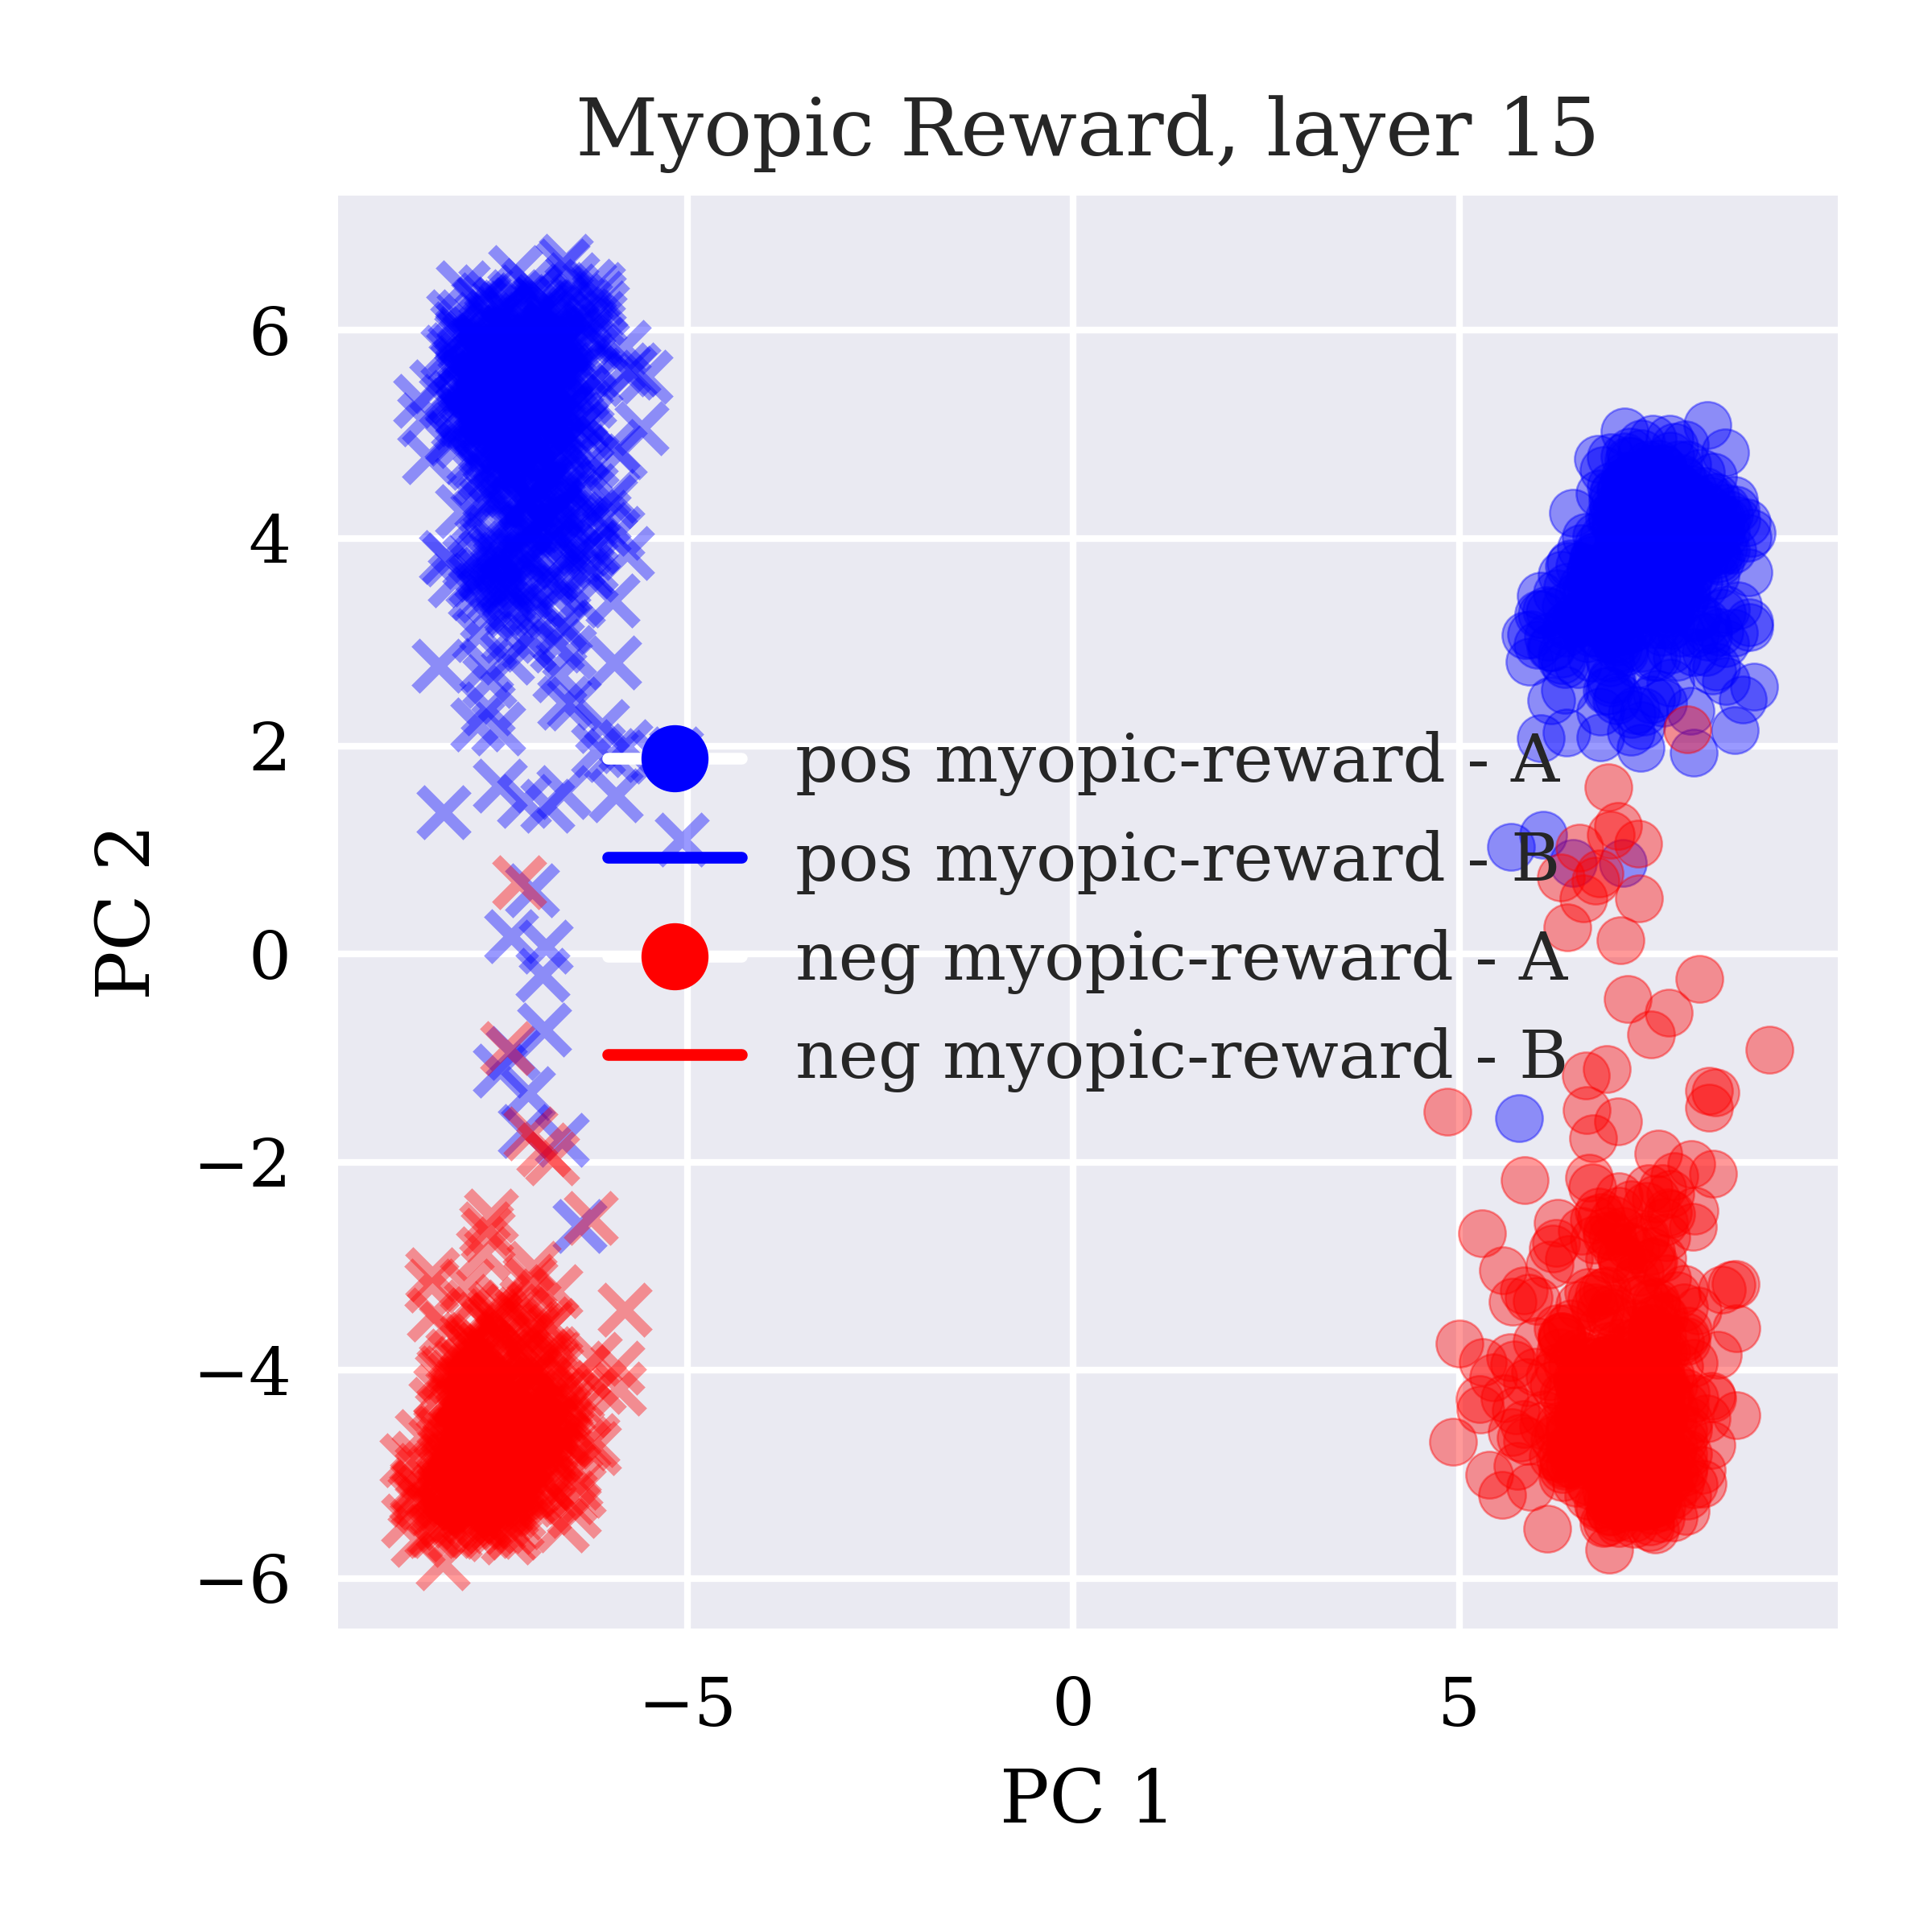 Myopic Reward, layer 15
6
4
2
0
−2
−4
−6
PC 2
pos myopic-reward - A
pos myopic-reward - B
neg myopic-reward - A
neg myopic-reward - B
−5 0 5
PC 1